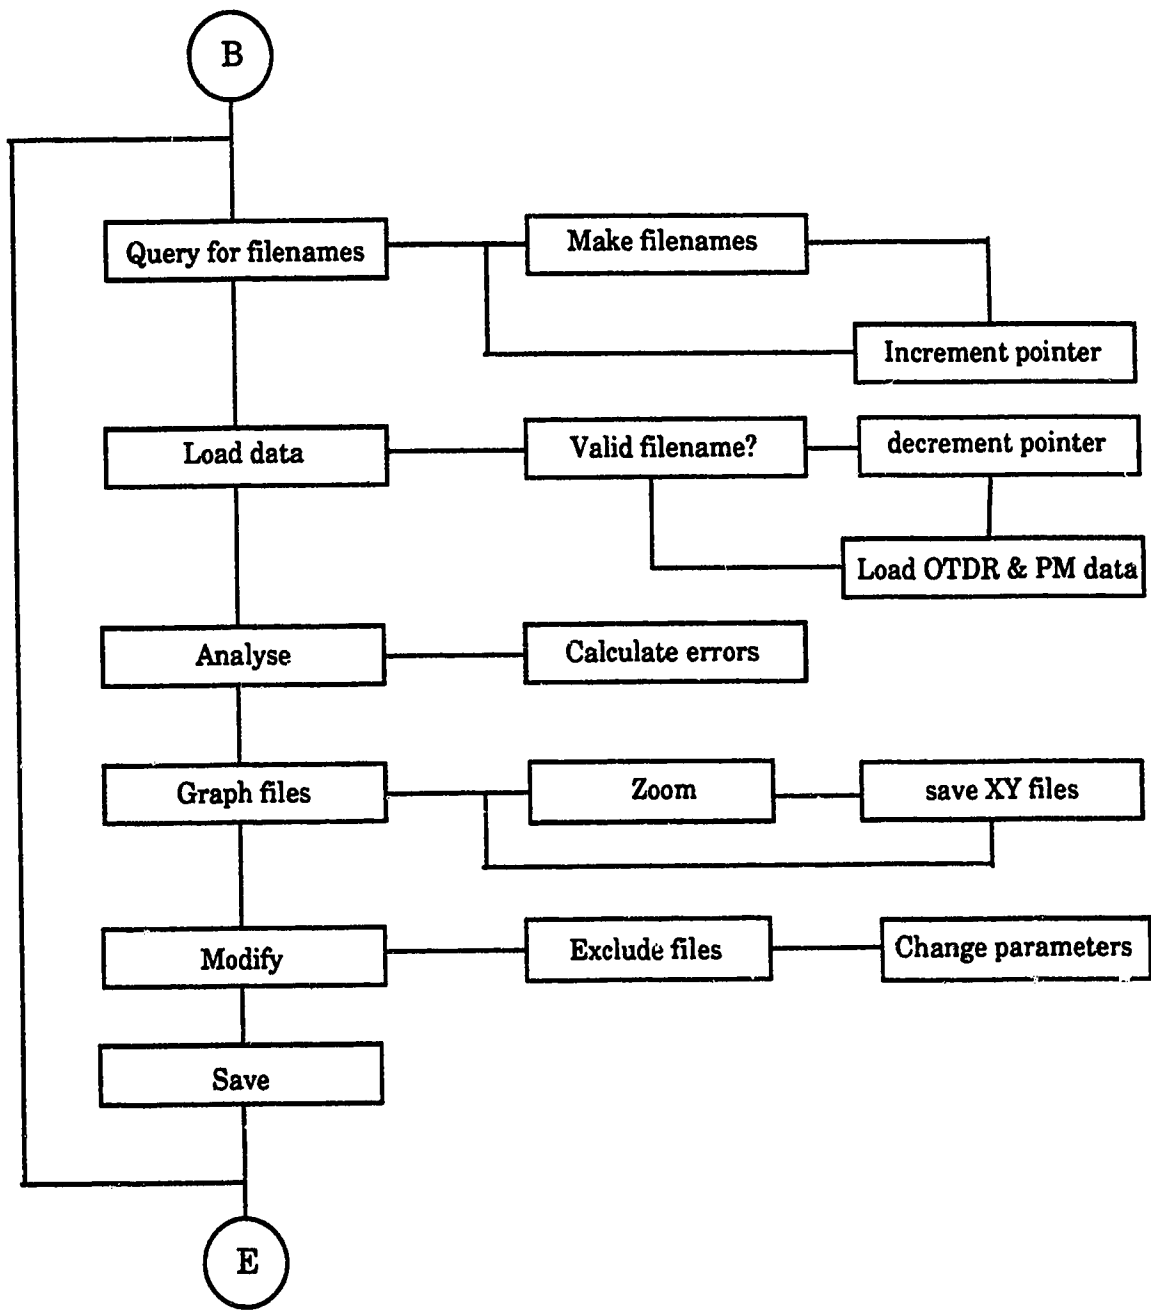 B
Query for filenames
Make filenames
Increment pointer
Load data
Valid filename?
decrement pointer
Load OTDR & PM data
Analyse
Calculate errors
Graph files
Zoom
save XY files
Modify
Exclude files
Change parameters
Save
E